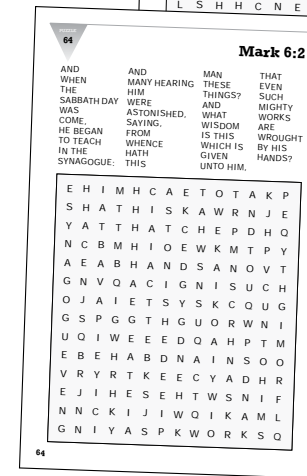 L S H H C N E
PUZZLE
64
Mark 6:2
AND
WHEN
THE
SABBATH DAY
WAS
COME,
HE BEGAN
TO TEACH
IN THE
SYNAGOGUE:
AND
MANY HEARING
HIM
WERE
ASTONISHED,
SAYING,
FROM
WHENCE
HATH
THIS
MAN
THESE
THINGS?
AND
WHAT
WISDOM
IS THIS
WHICH IS
GIVEN
UNTO HIM,
THAT
EVEN
SUCH
MIGHTY
WORKS
ARE
WROUGHT
BY HIS
HANDS?
E H I M H C A E T O T A K P
S H A T H I S K A W R N J E
Y A T T H A T C H E P D H Q
N C B M H I O E W K M T P Y
A E A B H A N D S A N O V T
G N V Q A C I G N I S U C H
O J A I E T S Y S K C Q U G
G S P G G T H G U O R W N I
U Q I W E E E D Q A H P T M
E B E H A B D N A I N S O O
V R Y R T K E E C Y A D H R
E J I H E S E H T W S N I F
N N C K I J I W Q I K A M L
G N I Y A S P K W O R K S Q
64